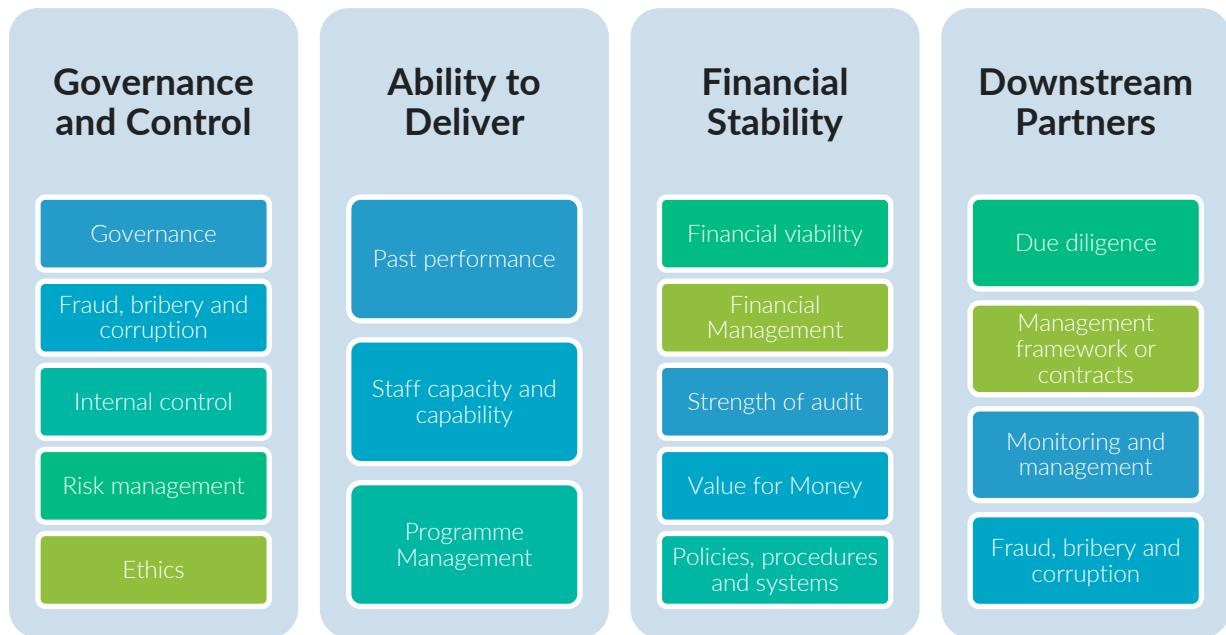 Governance
and Control
Governance
Fraud, bribery and
corruption
Internal control
Risk management
Ethics
Ability to
Deliver
Past performance
Staff capacity and
capability
Programme
Management
Financial
Stability
Financial viability
Financial
Management
Strength of audit
Value for Money
Policies, procedures
and systems
Downstream
Partners
Due diligence
Management
framework or
contracts
Monitoring and
management
Fraud, bribery and
corruption